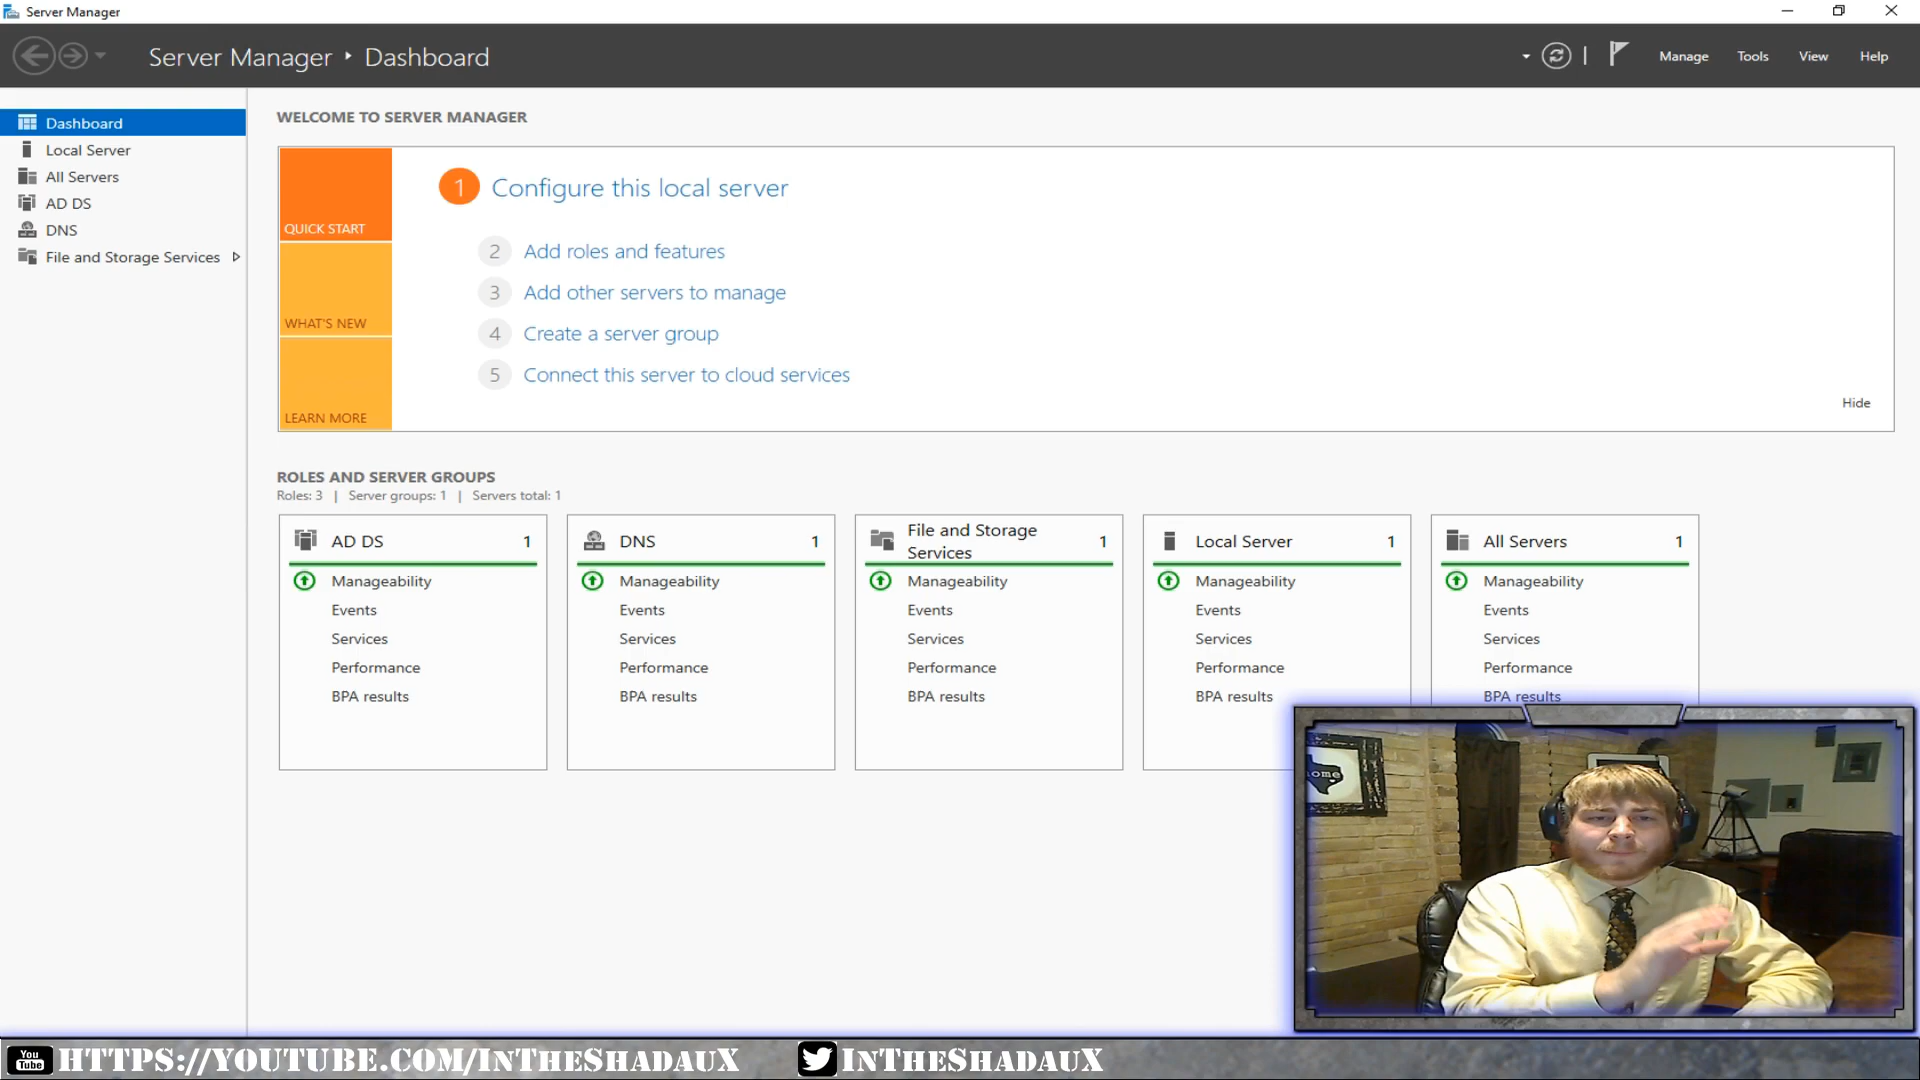 Server Manager
Server Manager ‣ Dashboard
Manage
Tools
View
Help
Dashboard
Local Server
All Servers
AD DS
DNS
File and Storage Services
WELCOME TO SERVER MANAGER
QUICK START
WHAT'S NEW
LEARN MORE
1 Configure this local server
2 Add roles and features
3 Add other servers to manage
4 Create a server group
5 Connect this server to cloud services
Hide
ROLES AND SERVER GROUPS
Roles: 3 | Server groups: 1 | Servers total: 1
AD DS 1
Manageability
Events
Services
Performance
BPA results
DNS 1
Manageability
Events
Services
Performance
BPA results
File and Storage
Services 1
Manageability
Events
Services
Performance
BPA results
Local Server 1
Manageability
Events
Services
Performance
BPA results
All Servers 1
Manageability
Events
Services
Performance
BPA results
ome
You
Tube
HTTPS://YOUTUBE.COM/INTHESHADAUX
INTHESHADAUX